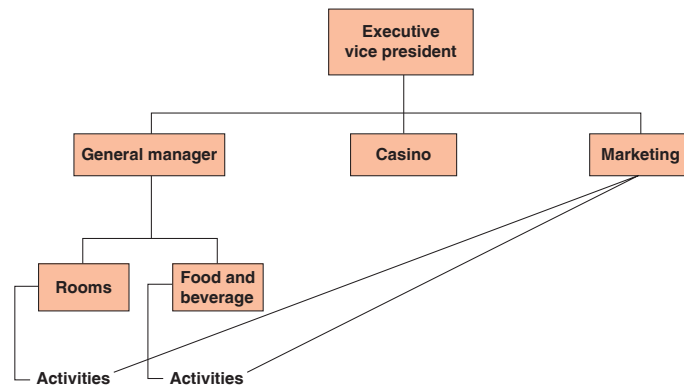 Executive
vice president
General manager
Casino
Marketing
Rooms
Food and
beverage
Activities
Activities